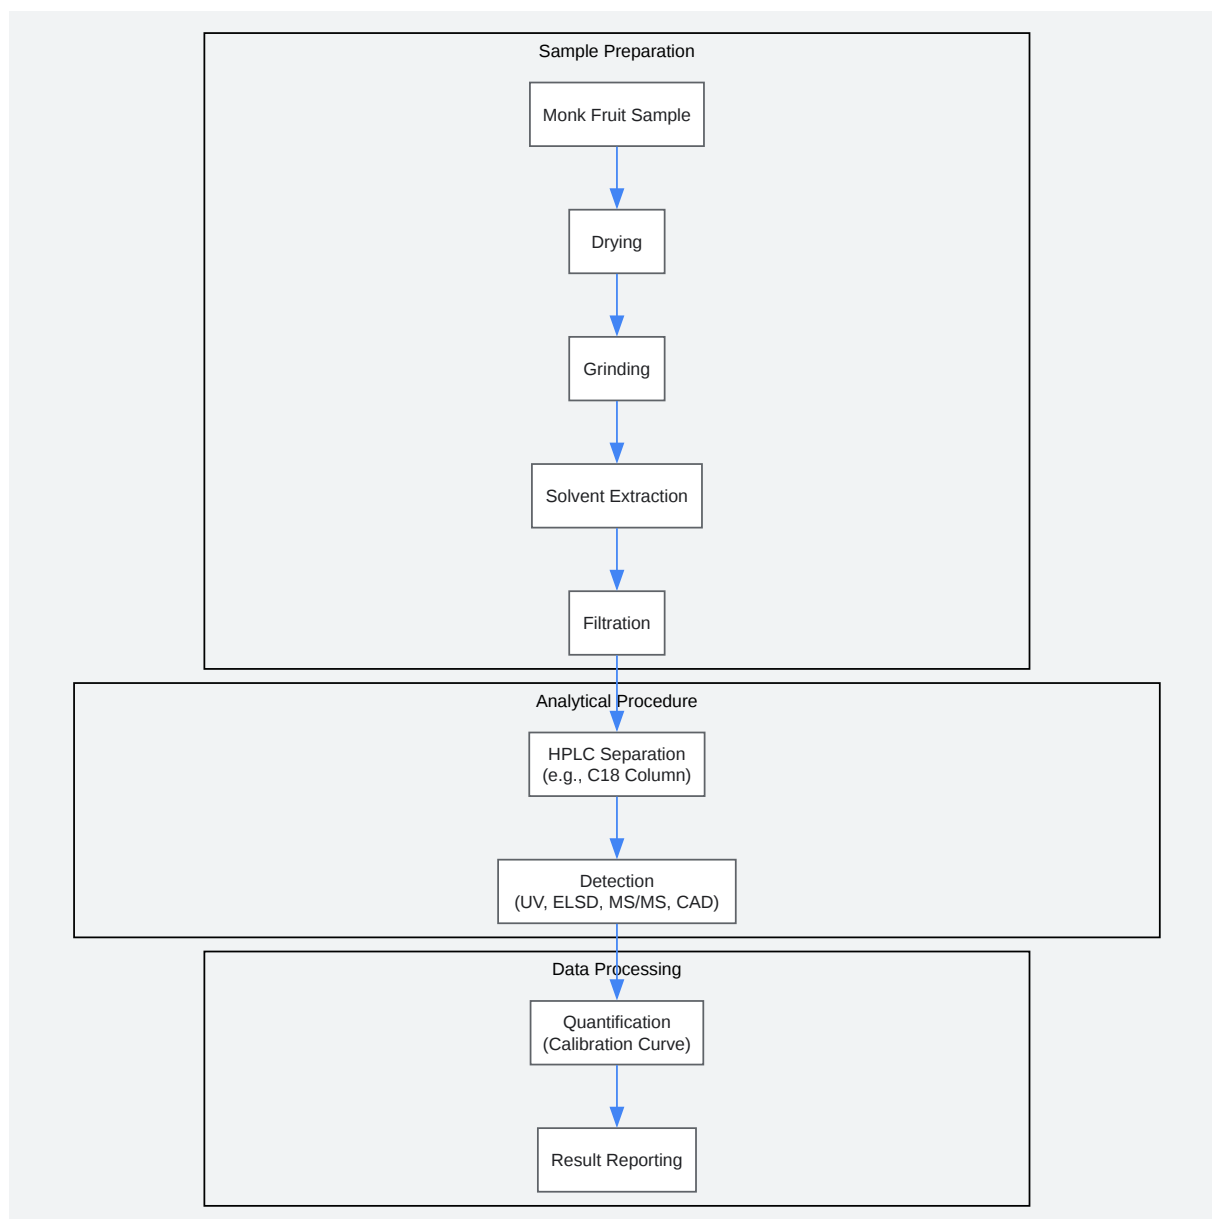 Sample Preparation
Monk Fruit Sample
Drying
Grinding
Solvent Extraction
Filtration
Analytical Procedure
HPLC Separation
(e.g., C18 Column)
Detection
(UV, ELSD, MS/MS, CAD)
Data Processing
Quantification
(Calibration Curve)
Result Reporting